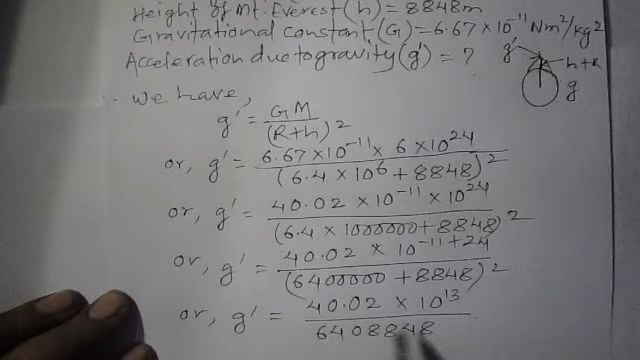 Height of Mt. Everest (h) = 8848m
Gravitational constant (G) = 6.67 × 10⁻¹¹ Nm²/kg²
Acceleration due to gravity (g') = ?
g'
h+R
g
We have,
g' = GM/(R+h)²
or, g' = 6.67 × 10⁻¹¹ × 6 × 10²⁴/(6.4 × 10⁶ + 8848)²
or, g' = 40.02 × 10⁻¹¹ × 10²⁴/(6.4 × 1000000 + 8848)²
or, g' = 40.02 × 10⁻¹¹⁺²⁴/(6400000 + 8848)²
or, g' = 40.02 × 10¹³/6408848